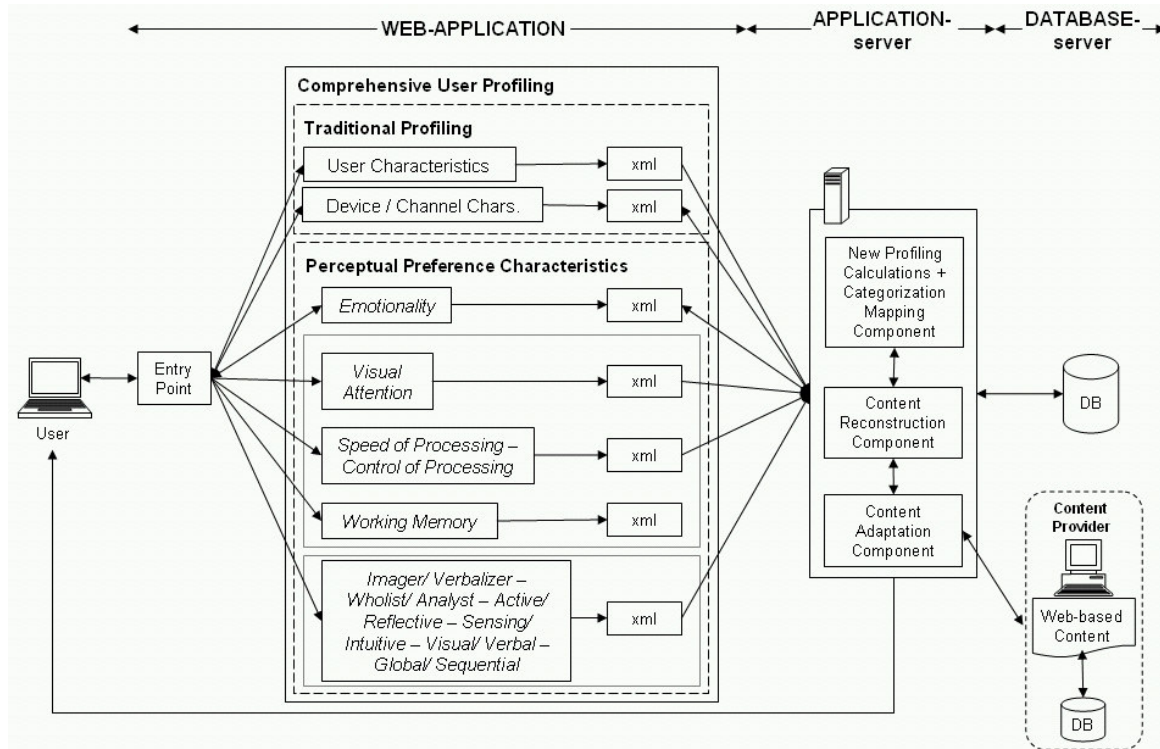 WEB-APPLICATION
APPLICATION-
server
DATABASE-
server
Comprehensive User Profiling
Traditional Profiling
User Characteristics
xml
Device / Channel Chars.
xml
Perceptual Preference Characteristics
Emotionality
xml
Visual
Attention
xml
Speed of Processing –
Control of Processing
xml
Working Memory
xml
Imager/ Verbalizer –
Wholist/ Analyst – Active/
Reflective – Sensing/
Intuitive – Visual/ Verbal –
Global/ Sequential
xml
User
Entry
Point
New Profiling
Calculations +
Categorization
Mapping
Component
Content
Reconstruction
Component
Content
Adaptation
Component
DB
Content
Provider
Web-based
Content
DB